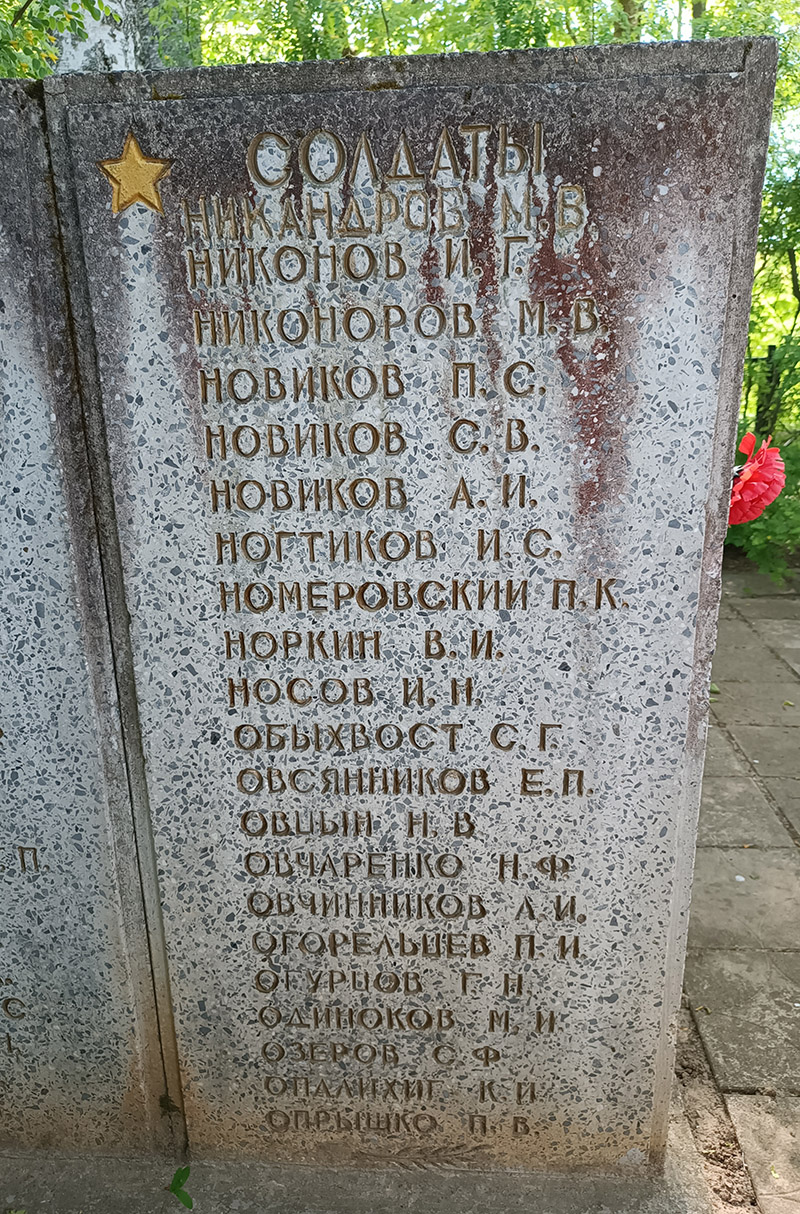 СОЛДАТЫ
НИКАНДРОВ М.В.
НИКОНОВ И. Г.
НИКОНОРОВ М. В.
НОВИКОВ П. С.
НОВИКОВ С. В.
НОВИКОВ А. И.
НОГТИКОВ И. С.
НОМЕРОВСКИЙ П. К.
НОРКИН В. И.
НОСОВ И. Н.
ОБЫХВОСТ С. Г.
ОВСЯННИКОВ Е. П.
ОВЦЫН Н. В
ОВЧАРЕНКО Н. Ф
ОВЧИННИКОВ А. И.
ОГОРЕЛЬЦЕВ П. И
ОГУРЦОВ Г. Н
ОДИНОКОВ М. И
ОЗЕРОВ С. Ф
К. И
ОПРЫШКО П. В.
П.